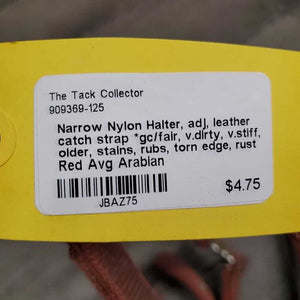 The Tack Collector
909369-125
Narrow Nylon Halter, adj, leather
catch strap *gc/fair, v.dirty, v.stiff,
older, stains, rubs, torn edge, rust
Red Avg Arabian
JBAZ75
$4.75